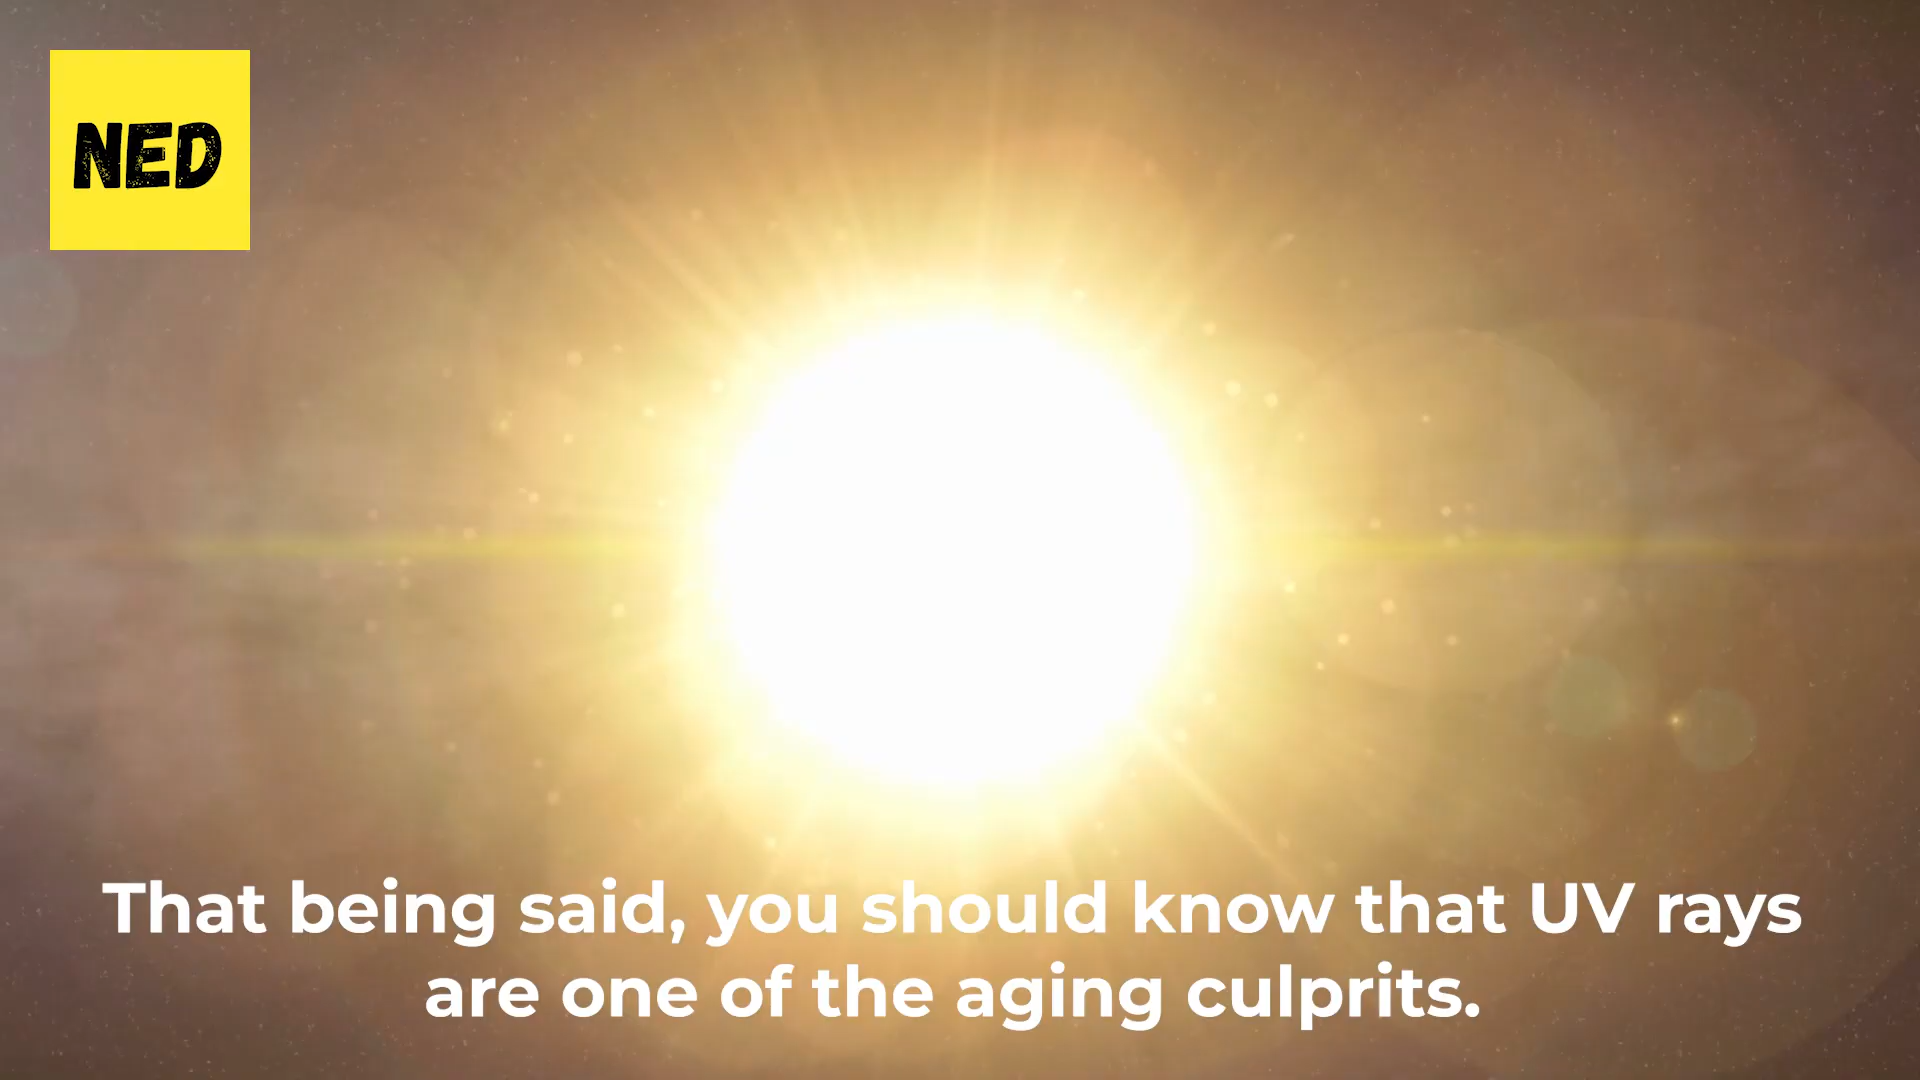 NED
That being said, you should know that UV rays
are one of the aging culprits.